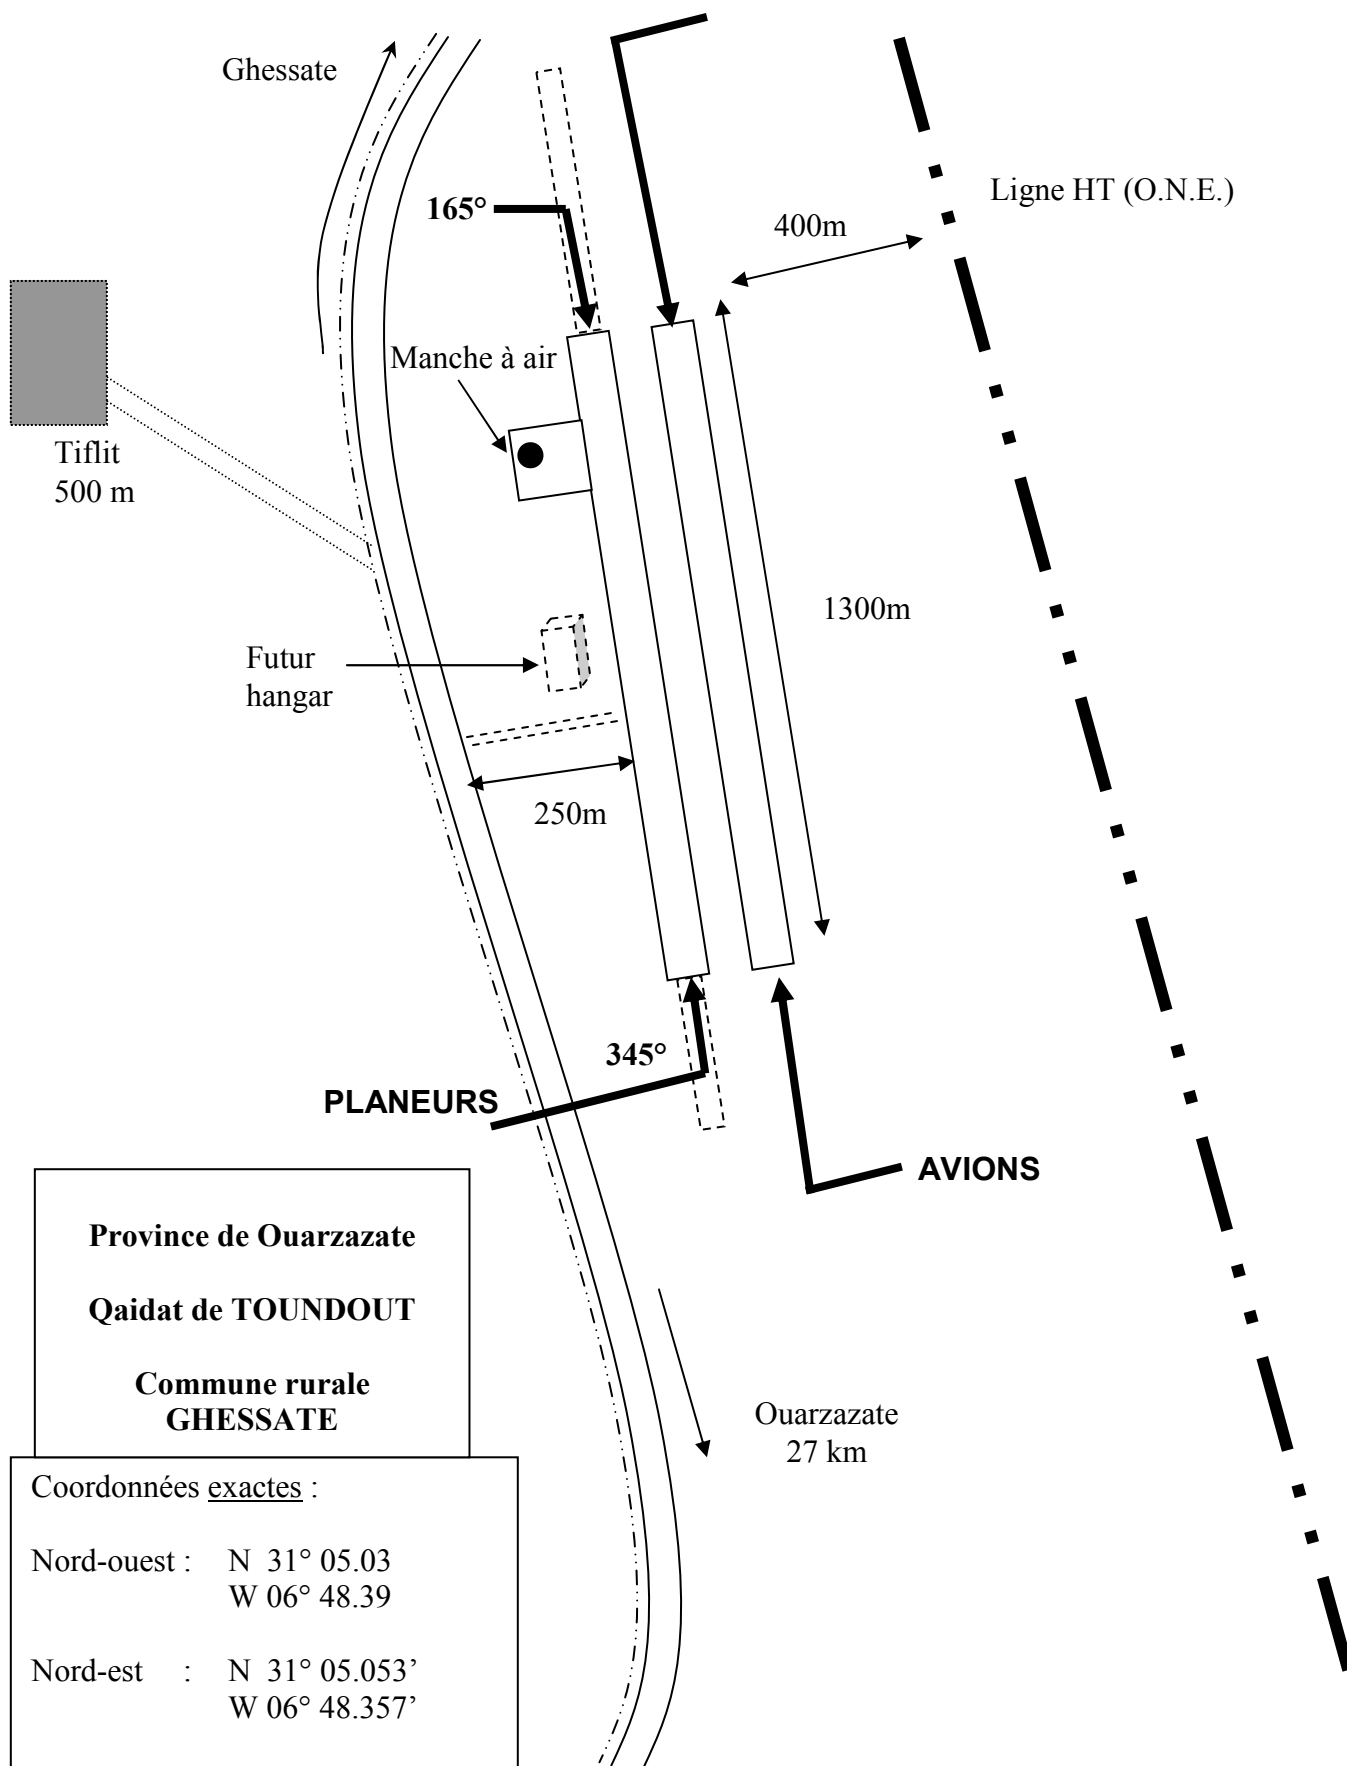 Ghessate
165°
Ligne HT (O.N.E.)
400m
Manche à air
Tiflit
500 m
1300m
Futur
hangar
250m
345°
PLANEURS
AVIONS
Province de Ouarzazate
Qaidat de TOUNDOUT
Commune rurale
GHESSATE
Ouarzazate
27 km
Coordonnées exactes :
Nord-ouest : N 31° 05.03
W 06° 48.39
Nord-est : N 31° 05.053’
W 06° 48.357’